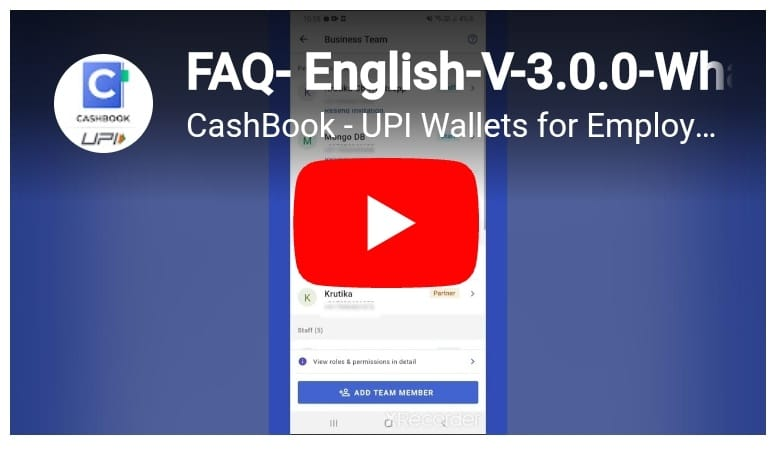 10:55
Business Team
FAQ- English-V-3.0.0-Wh
CASHBOOK
UPI
CashBook - UPI Wallets for Employ...
Mongo DB
M
Krutika
K
Partner
Staff (5)
View roles & permissions in detail
ADD TEAM MEMBER
XRecorder